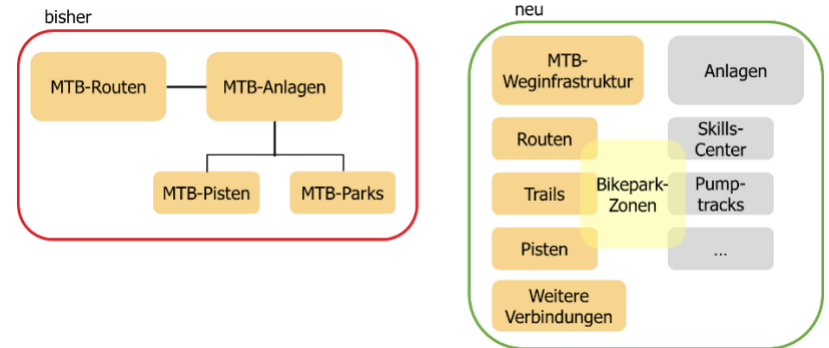 bisher
MTB-Routen
MTB-Anlagen
MTB-Pisten
MTB-Parks
neu
MTB-
Weginfrastruktur
Anlagen
Routen
Skills-
Center
Trails
Bikepark-
Zonen
Pump-
tracks
Pisten
...
Weitere
Verbindungen